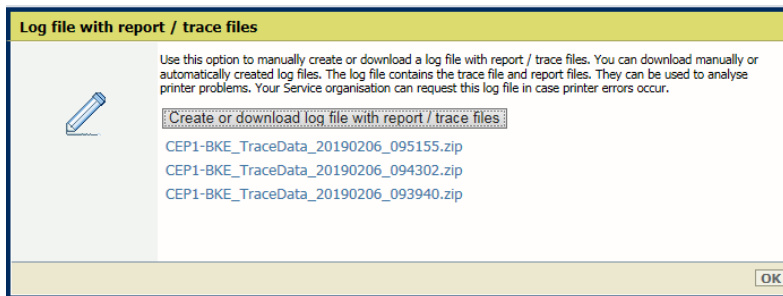 Log file with report / trace files
Use this option to manually create or download a log file with report / trace files. You can download manually or
automatically created log files. The log file contains the trace file and report files. They can be used to analyse
printer problems. Your Service organisation can request this log file in case printer errors occur.
Create or download log file with report / trace files
CEP1-BKE_TraceData_20190206_095155.zip
CEP1-BKE_TraceData_20190206_094302.zip
CEP1-BKE_TraceData_20190206_093940.zip
OK